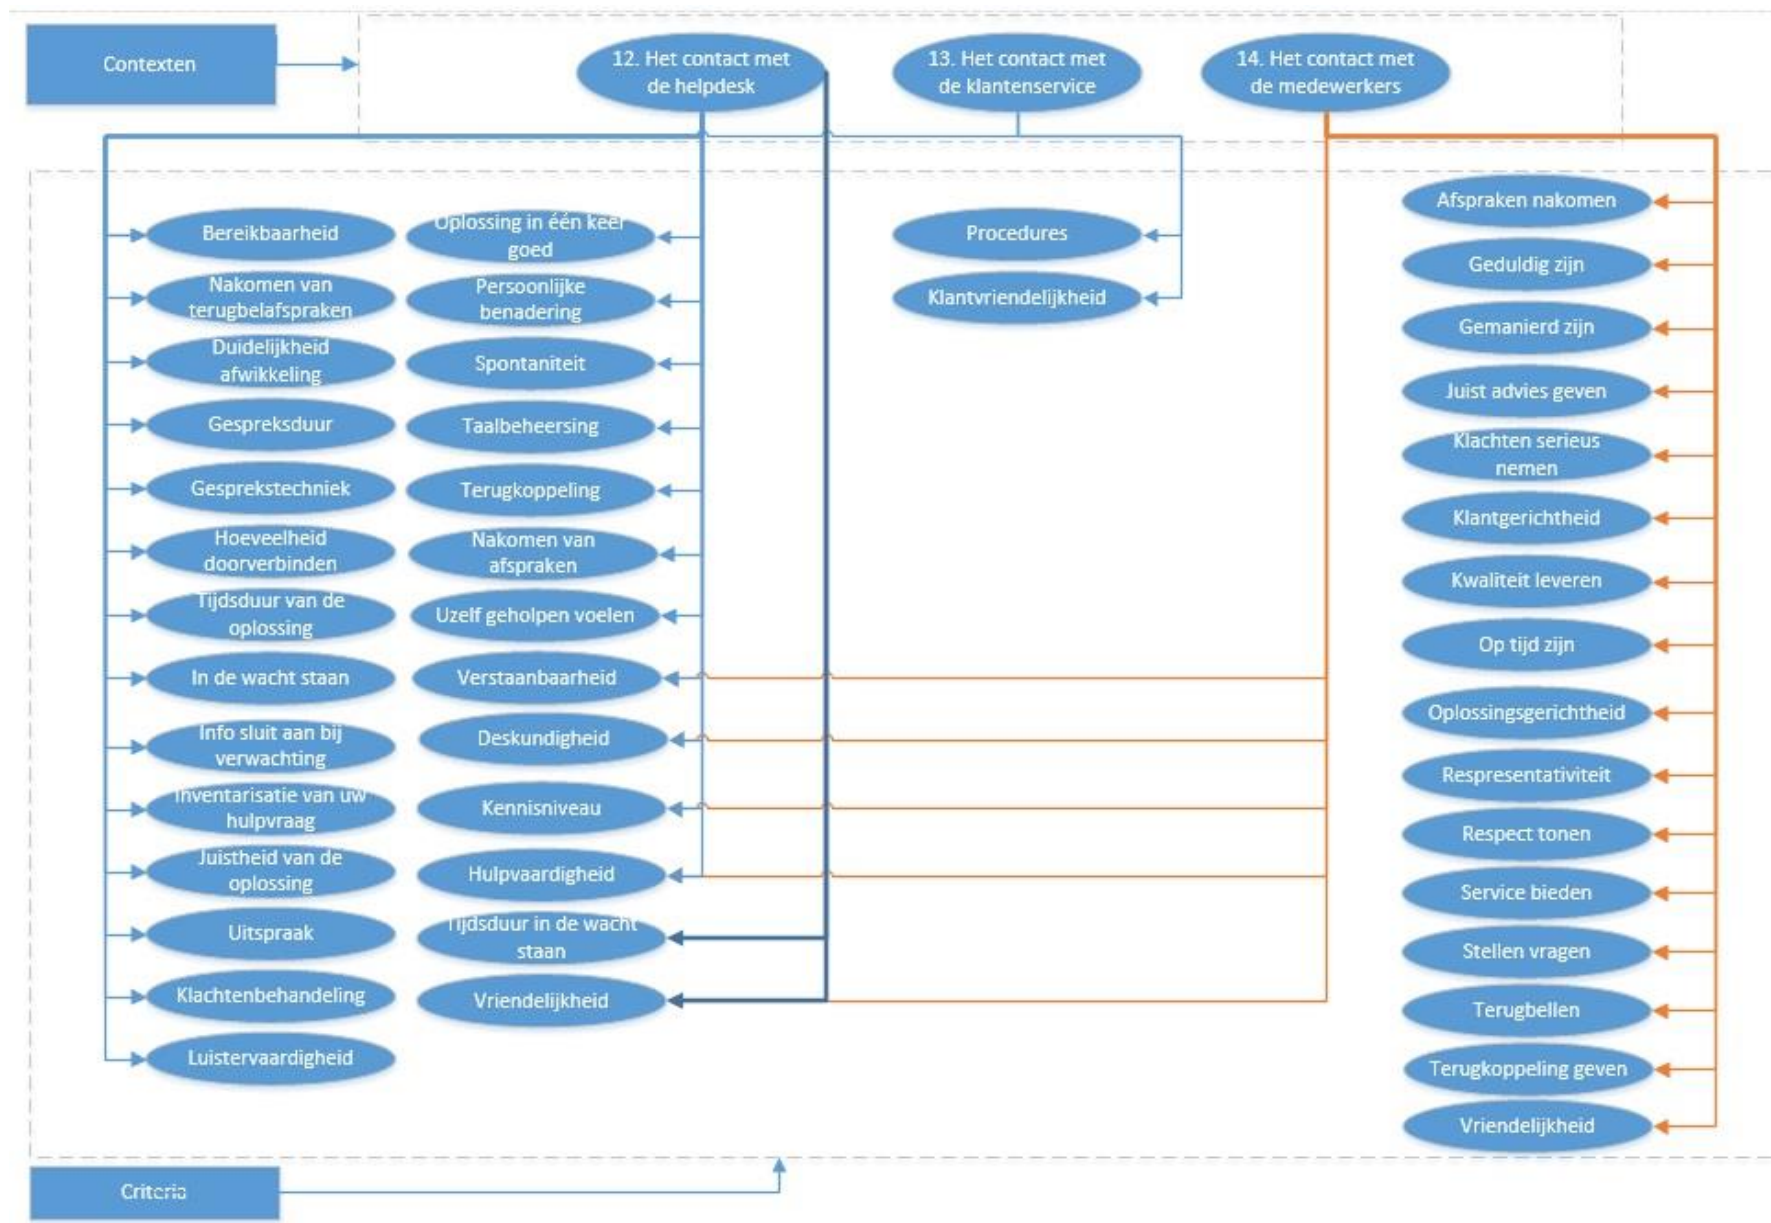 Contexten
12. Het contact met
de helpdesk
13. Het contact met
de klantenservice
14. Het contact met
de medewerkers
Bereikbaarheid
Nakomen van
terugbelafspraken
Duidelijkheid
afwikkeling
Gespreksduur
Gesprekstechniek
Hoeveelheid
doorverbinden
Tijdsduur van de
oplossing
In de wacht staan
Info sluit aan bij
verwachting
Inventarisatie van uw
hulpvraag
Juistheid van de
oplossing
Uitspraak
Klachtenbehandeling
Luistervaardigheid
Oplossing in één keer
goed
Persoonlijke
benadering
Spontaniteit
Taalbeheersing
Terugkoppeling
Nakomen van
afspraken
Uzelf geholpen voelen
Verstaanbaarheid
Deskundigheid
Kennisniveau
Hulpvaardigheid
Tijdsduur in de wacht
staan
Vriendelijkheid
Procedures
Klantvriendelijkheid
Afspraken nakomen
Geduldig zijn
Gemanierd zijn
Juist advies geven
Klachten serieus
nemen
Klantgerichtheid
Kwaliteit leveren
Op tijd zijn
Oplossingsgerichtheid
Respresentativiteit
Respect tonen
Service bieden
Stellen vragen
Terugbellen
Terugkoppeling geven
Vriendelijkheid
Criteria